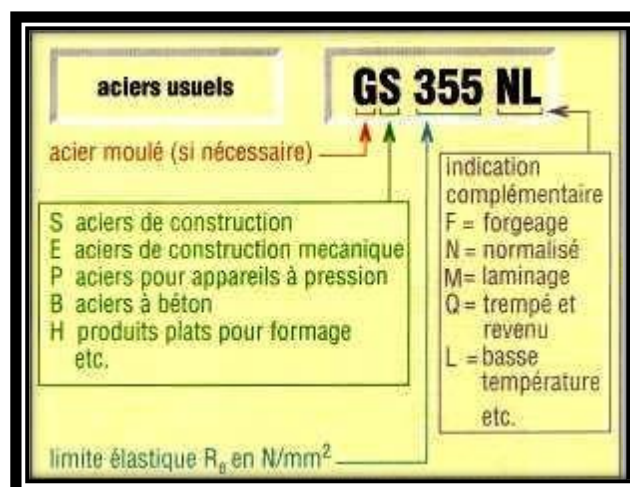 aciers usuels
GS 355 NL
acier moulé (si nécessaire)
S aciers de construction
E aciers de construction mecanique
P aciers pour appareils à pression
B aciers à béton
H produits plats pour formage
etc.
indication
complémentaire
F = forgeage
N = normalisé
M= laminage
Q = trempé et
revenu
L = basse
température
etc.
limite élastique Re en N/mm²